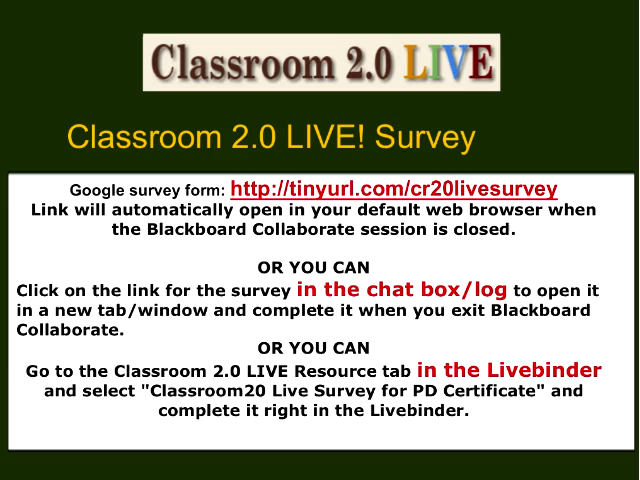 Classroom 2.0 LIVE
Classroom 2.0 LIVE! Survey
Google survey form: http://tinyurl.com/cr20livesurvey
Link will automatically open in your default web browser when
the Blackboard Collaborate session is closed.
OR YOU CAN
Click on the link for the survey in the chat box/log to open it
in a new tab/window and complete it when you exit Blackboard
Collaborate.
OR YOU CAN
Go to the Classroom 2.0 LIVE Resource tab in the Livebinder
and select "Classroom20 Live Survey for PD Certificate" and
complete it right in the Livebinder.